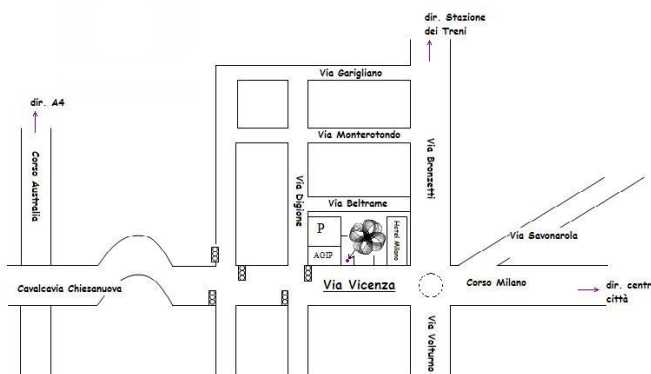 dir. Stazione
dei Treni
Via Garigliano
dir. A4
Via Monterotondo
Corso Australia
Via Bronzetti
Via Digione
Via Beltrame
P
AGIP
Hotel Milano
Via Savonarola
Cavalcavia Chiesanuova
Via Vicenza
Corso Milano
dir. centr
città
Via Volturno